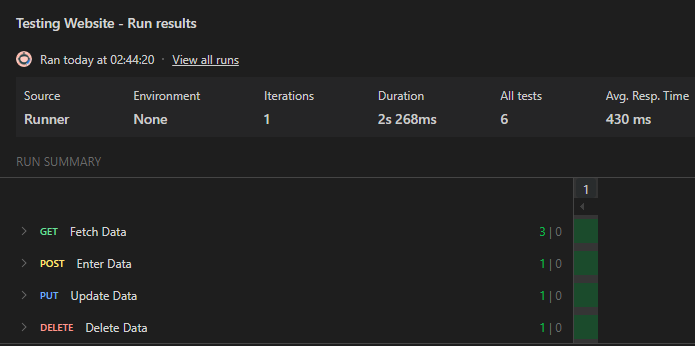 Testing Website - Run results
Ran today at 02:44:20 · View all runs
Source Environment Iterations Duration All tests Avg. Resp. Time
Runner None 1 2s 268ms 6 430 ms
RUN SUMMARY
1
GET Fetch Data 3 | 0
POST Enter Data 1 | 0
PUT Update Data 1 | 0
DELETE Delete Data 1 | 0